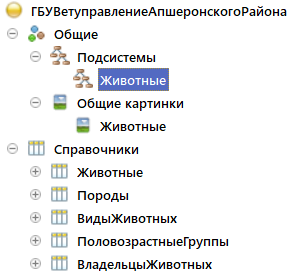 ГБУВетуправлениеАпшеронскогоРайона
Общие
Подсистемы
Животные
Общие картинки
Животные
Справочники
Животные
Породы
ВидыЖивотных
ПоловозрастныеГруппы
ВладельцыЖивотных